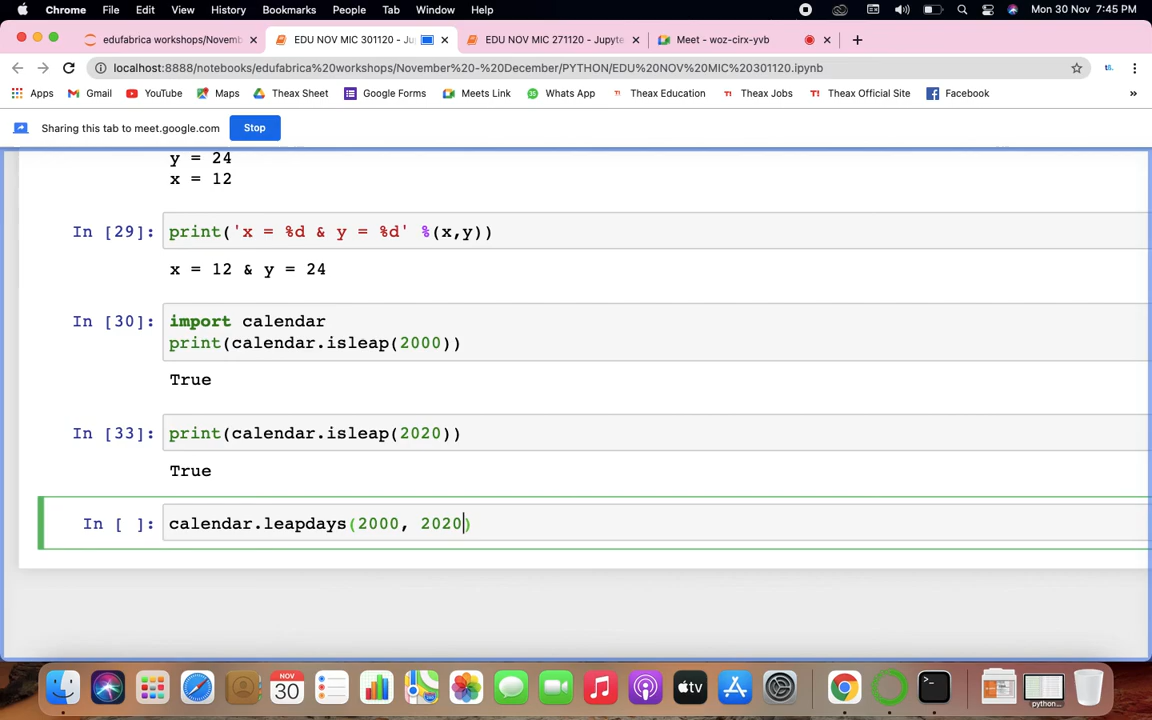 Chrome File Edit View History Bookmarks People Tab Window Help Mon 30 Nov 7:45 PM
edufabrica workshops/Novemb EDU NOV MIC 301120 - Ju EDU NOV MIC 271120 - Jupyte Meet - woz-cirx-yvb
localhost:8888/notebooks/edufabrica%20workshops/November%20-%20December/PYTHON/EDU%20NOV%20MIC%20301120.ipynb
Apps Gmail YouTube Maps Theax Sheet Google Forms Meets Link Whats App Theax Education Theax Jobs Theax Official Site Facebook »
Sharing this tab to meet.google.com Stop
y = 24
x = 12
In [29]: print('x = %d & y = %d' %(x,y))
x = 12 & y = 24
In [30]: import calendar
print(calendar.isleap(2000))
True
In [33]: print(calendar.isleap(2020))
True
In [ ]: calendar.leapdays(2000, 2020)
NOV
30
tv
python...